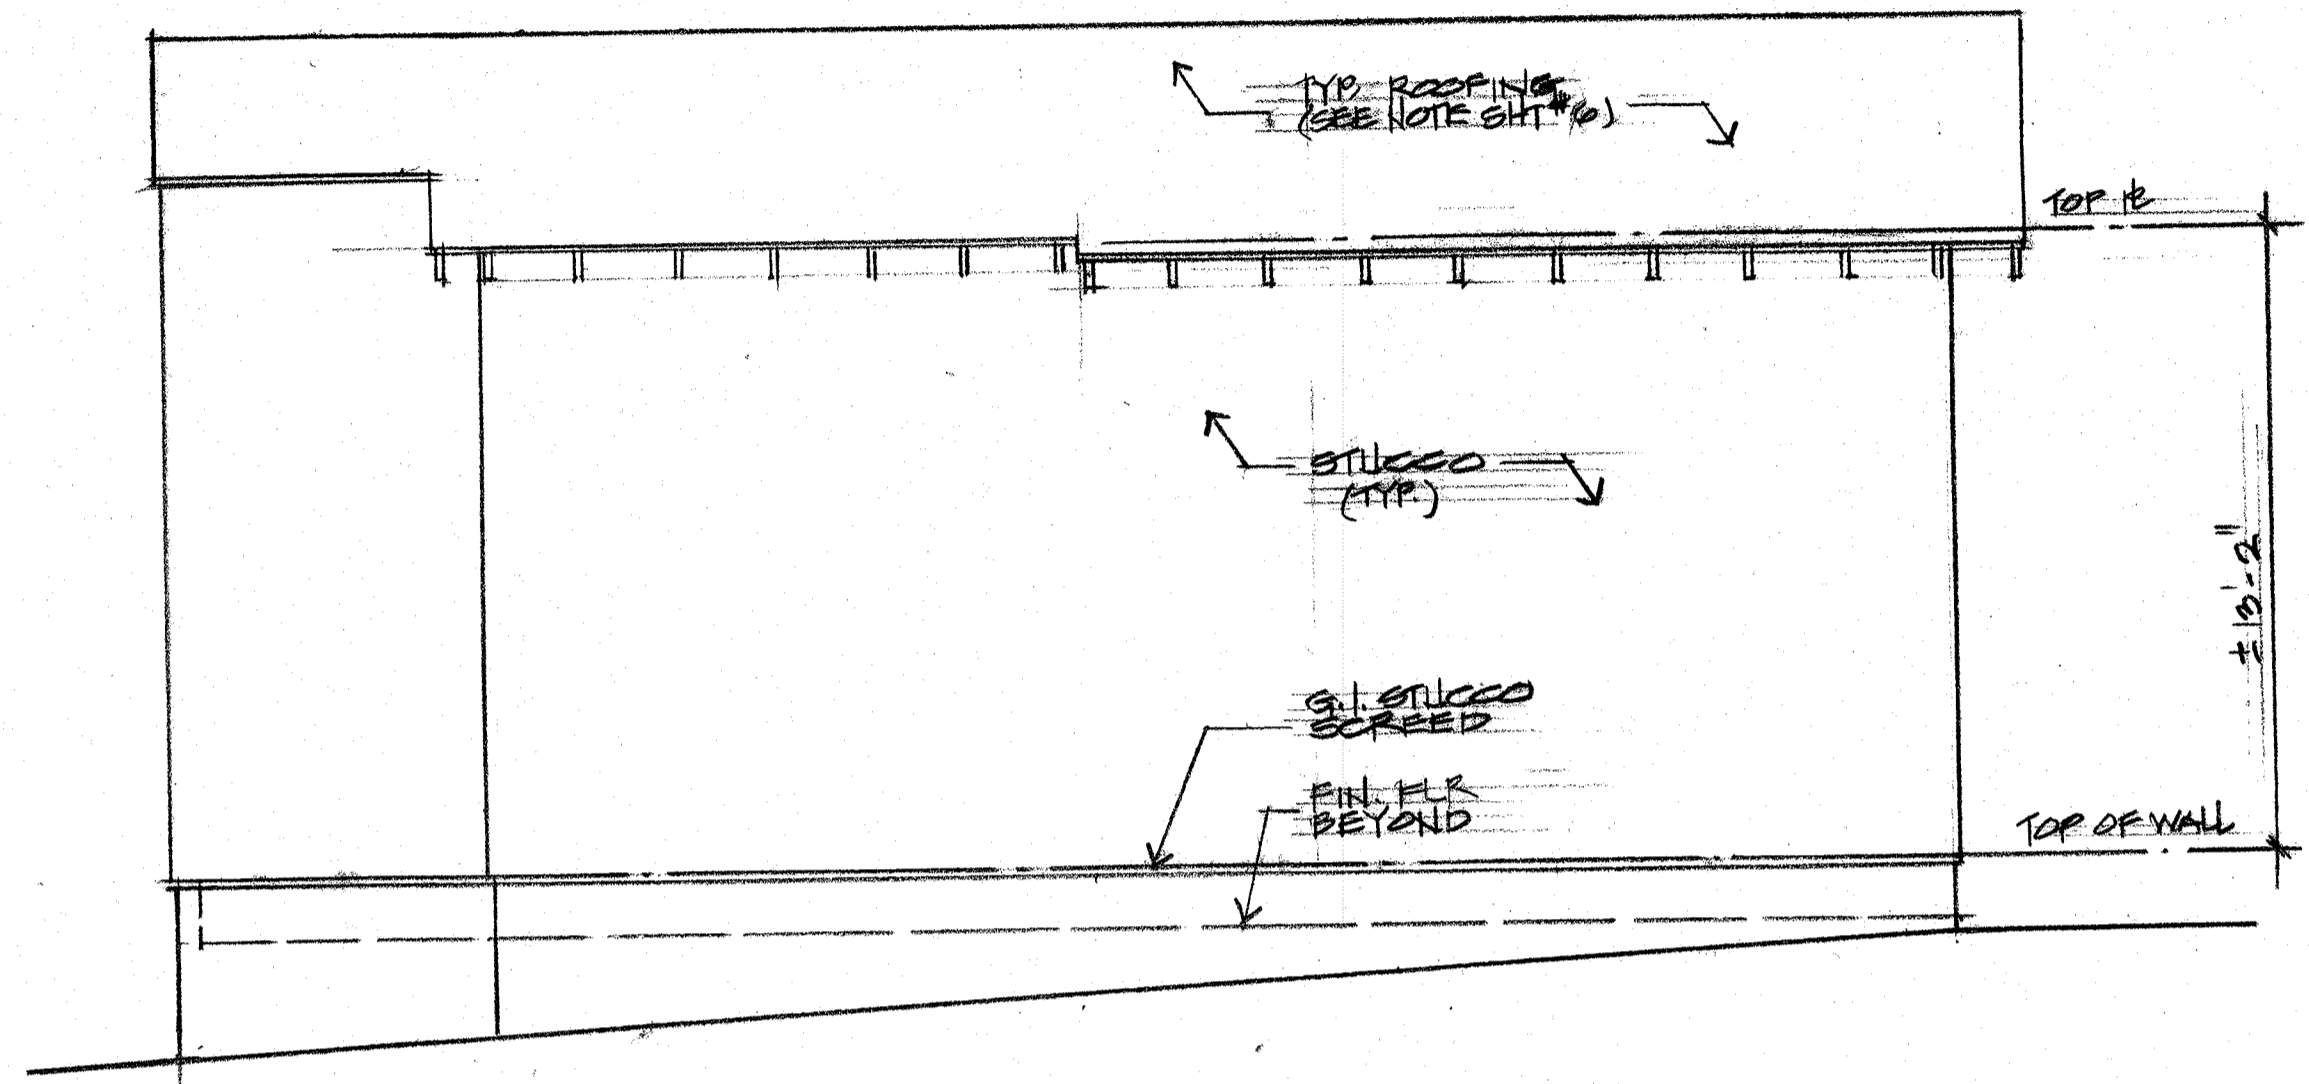 TYP. ROOFING
(SEE NOTE SHT #6)
TOP ⅊
STUCCO
(TYP.)
± 13'-2"
G.I. STUCCO
SCREED
FIN. FLR
BEYOND
TOP OF WALL